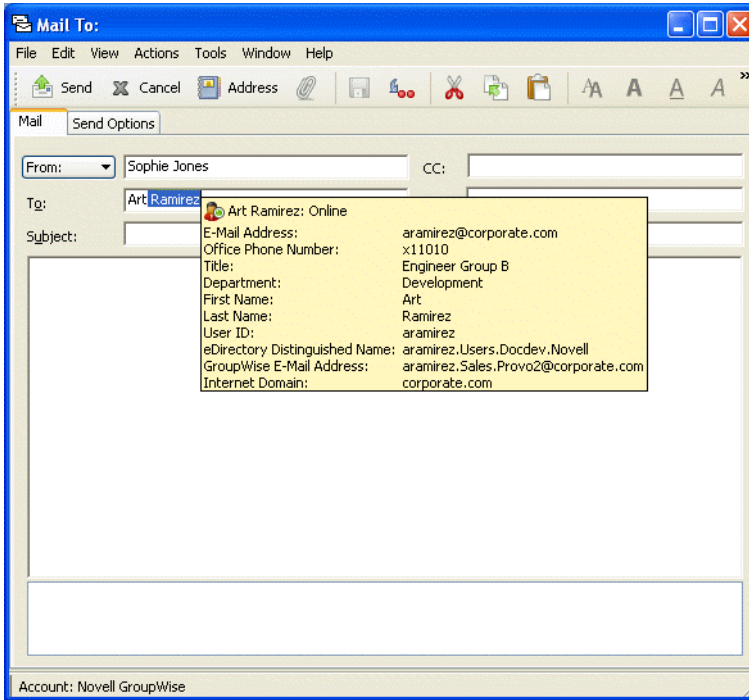 Mail To:
File Edit View Actions Tools Window Help
Send Cancel Address A A A A »
Mail Send Options
From: Sophie Jones CC:
To: Art Ramirez
Subject:
Art Ramirez: Online
E-Mail Address: aramirez@corporate.com
Office Phone Number: x11010
Title: Engineer Group B
Department: Development
First Name: Art
Last Name: Ramirez
User ID: aramirez
eDirectory Distinguished Name: aramirez.Users.Docdev.Novell
GroupWise E-Mail Address: aramirez.Sales.Provo2@corporate.com
Internet Domain: corporate.com
Account: Novell GroupWise